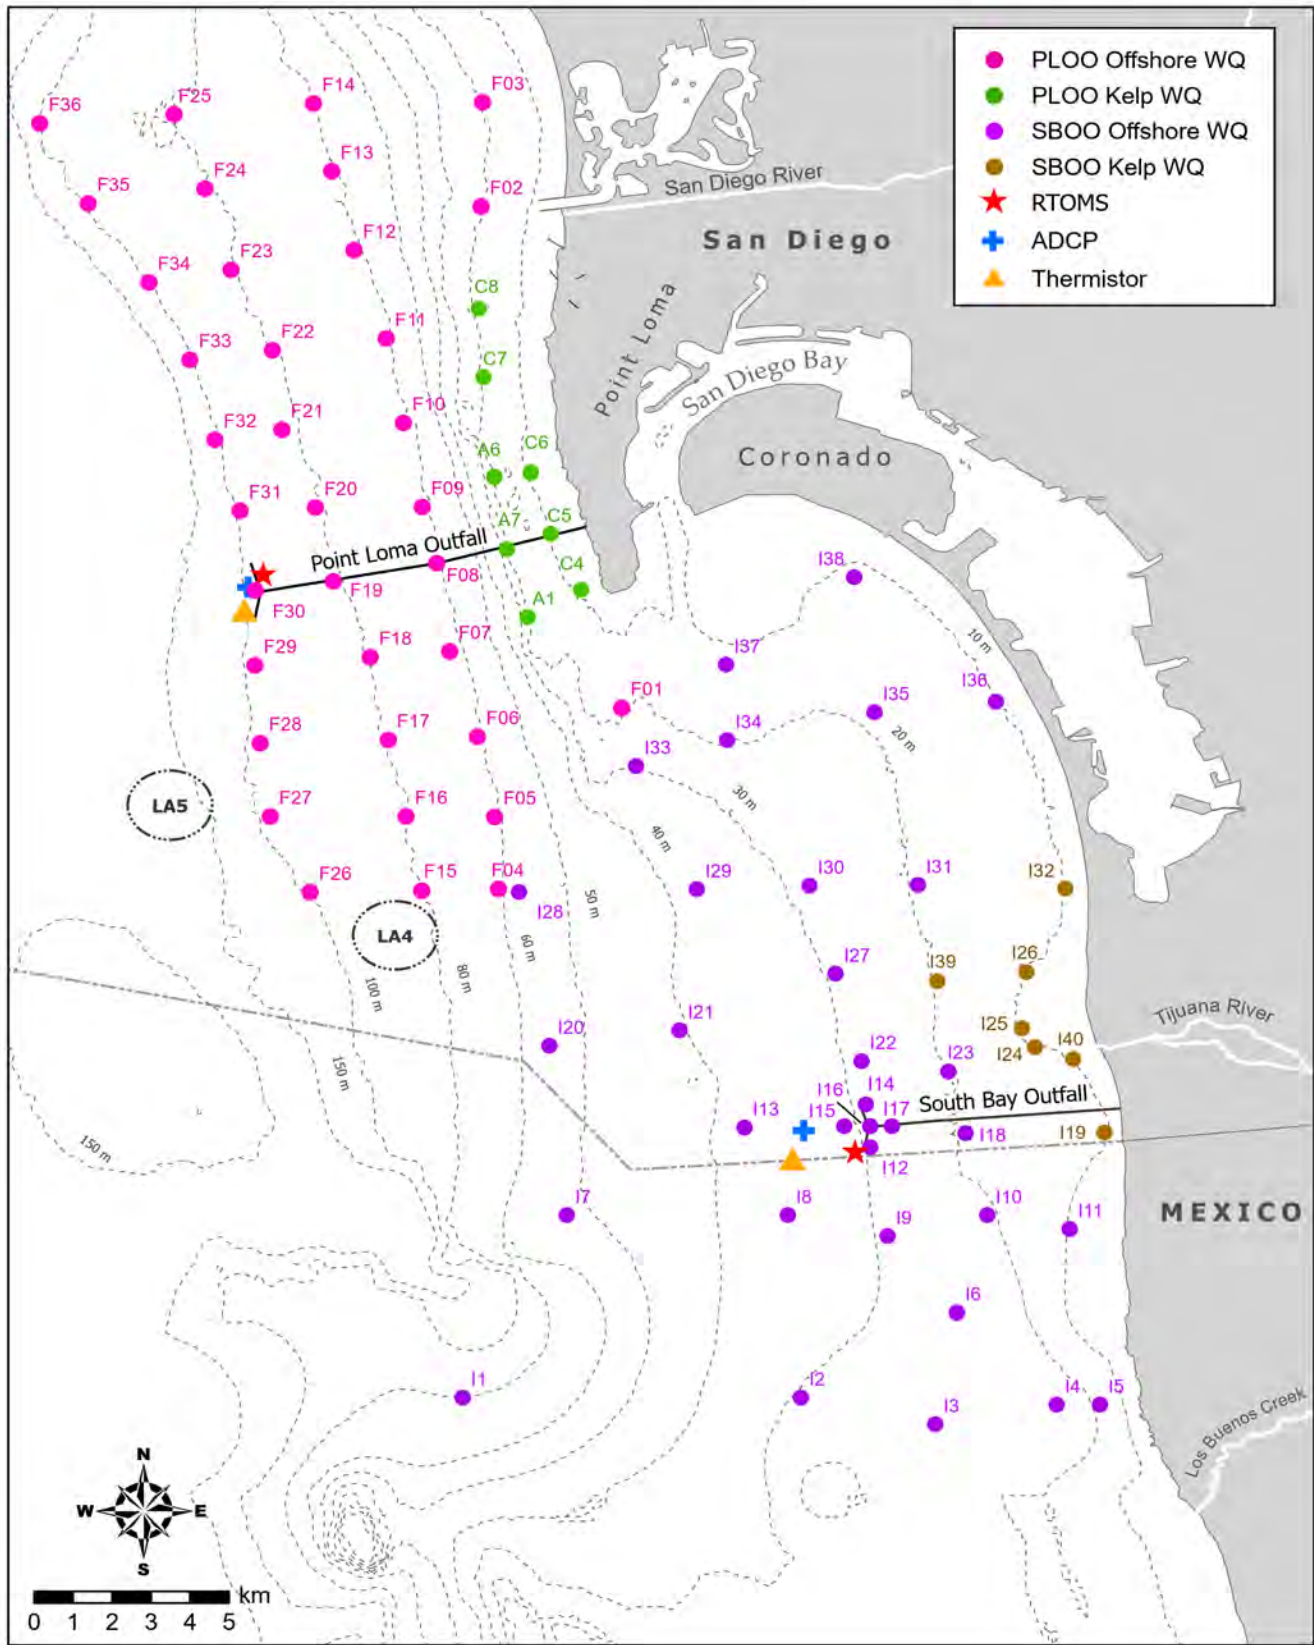 PLOO Offshore WQ
PLOO Kelp WQ
SBOO Offshore WQ
SBOO Kelp WQ
RTOMS
ADCP
Thermistor
F36
F25
F14
F03
F13
F24
F35
F02
San Diego River
San Diego
F12
F23
F34
C8
F11
F22
F33
C7
Point Loma
San Diego Bay
F32
F21
F10
A6
C6
Coronado
F31
F20
F09
A7
C5
Point Loma Outfall
F08
F19
C4
I38
F30
A1
F29
F18
F07
I37
10 m
F01
I35
I36
F28
F17
F06
I34
20 m
I33
LA5
F27
F16
F05
30 m
40 m
F26
F15
F04
I28
50 m
I29
I30
I31
I32
LA4
60 m
80 m
100 m
I27
I39
I26
I20
I21
I25
I24
I40
Tijuana River
150 m
I22
I23
I14
I16
I13
I15
I17
South Bay Outfall
I18
I19
150 m
I12
I7
I8
I9
I10
I11
MEXICO
I6
I1
I2
I3
I4
I5
Los Buenos Creek
N
W
E
S
km
0 1 2 3 4 5